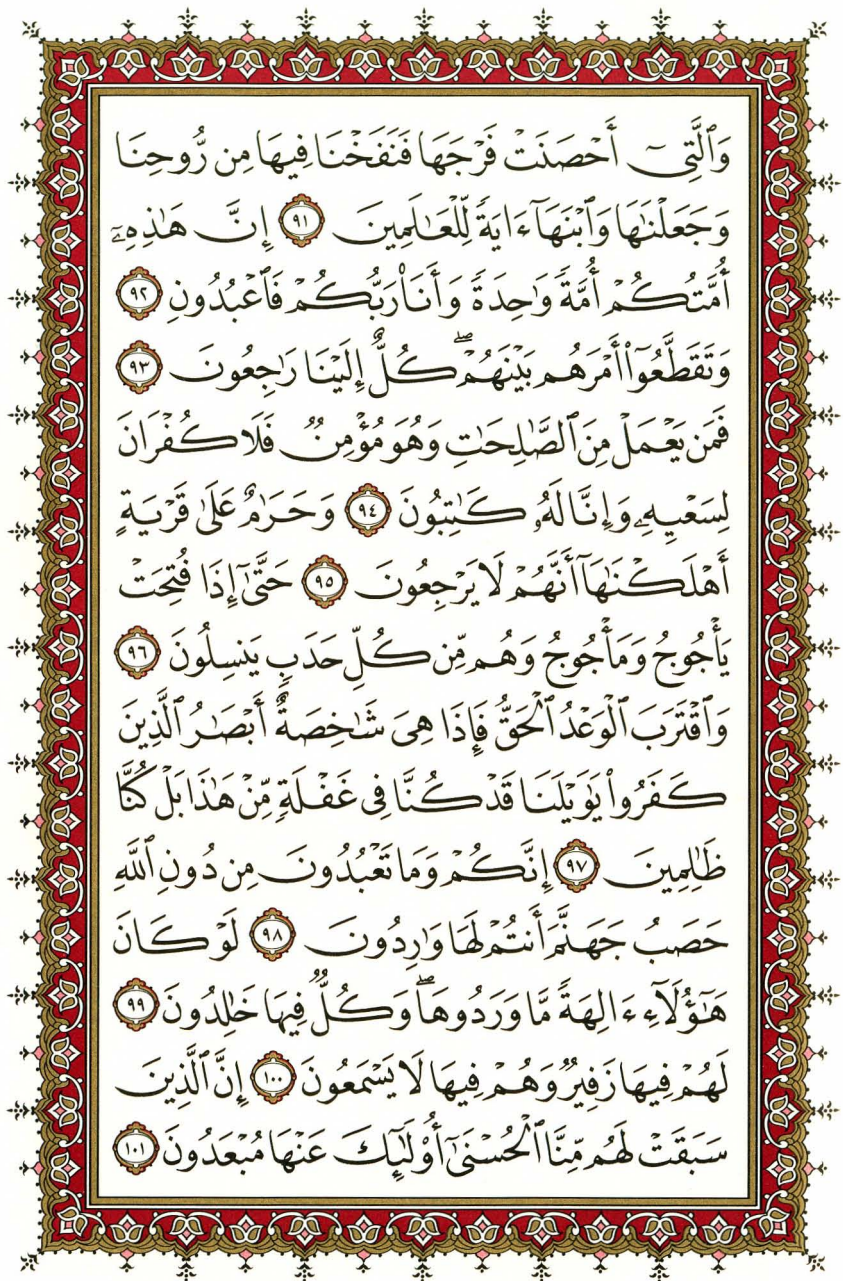 وَٱلَّتِىٓ أَحۡصَنَتۡ فَرۡجَهَا فَنَفَخۡنَا فِيهَا مِن رُّوحِنَا
وَجَعَلۡنَٰهَا وَٱبۡنَهَآ ءَايَةٗ لِّلۡعَٰلَمِينَ ٩١ إِنَّ هَٰذِهِۦٓ
أُمَّتُكُمۡ أُمَّةٗ وَٰحِدَةٗ وَأَنَا۠ رَبُّكُمۡ فَٱعۡبُدُونِ ٩٢
وَتَقَطَّعُوٓاْ أَمۡرَهُم بَيۡنَهُمۡۖ كُلٌّ إِلَيۡنَا رَٰجِعُونَ ٩٣
فَمَن يَعۡمَلۡ مِنَ ٱلصَّٰلِحَٰتِ وَهُوَ مُؤۡمِنٞ فَلَا كُفۡرَانَ
لِسَعۡيِهِۦ وَإِنَّا لَهُۥ كَٰتِبُونَ ٩٤ وَحَرَٰمٌ عَلَىٰ قَرۡيَةٍ
أَهۡلَكۡنَٰهَآ أَنَّهُمۡ لَا يَرۡجِعُونَ ٩٥ حَتَّىٰٓ إِذَا فُتِحَتۡ
يَأۡجُوجُ وَمَأۡجُوجُ وَهُم مِّن كُلِّ حَدَبٖ يَنسِلُونَ ٩٦
وَٱقۡتَرَبَ ٱلۡوَعۡدُ ٱلۡحَقُّ فَإِذَا هِىَ شَٰخِصَةٌ أَبۡصَٰرُ ٱلَّذِينَ
كَفَرُواْ يَٰوَيۡلَنَا قَدۡ كُنَّا فِى غَفۡلَةٖ مِّنۡ هَٰذَا بَلۡ كُنَّا
ظَٰلِمِينَ ٩٧ إِنَّكُمۡ وَمَا تَعۡبُدُونَ مِن دُونِ ٱللَّهِ
حَصَبُ جَهَنَّمَ أَنتُمۡ لَهَا وَٰرِدُونَ ٩٨ لَوۡ كَانَ
هَٰٓؤُلَآءِ ءَالِهَةٗ مَّا وَرَدُوهَاۖ وَكُلّٞ فِيهَا خَٰلِدُونَ ٩٩
لَهُمۡ فِيهَا زَفِيرٞ وَهُمۡ فِيهَا لَا يَسۡمَعُونَ ١٠٠ إِنَّ ٱلَّذِينَ
سَبَقَتۡ لَهُم مِّنَّا ٱلۡحُسۡنَىٰٓ أُوْلَٰٓئِكَ عَنۡهَا مُبۡعَدُونَ ١٠١